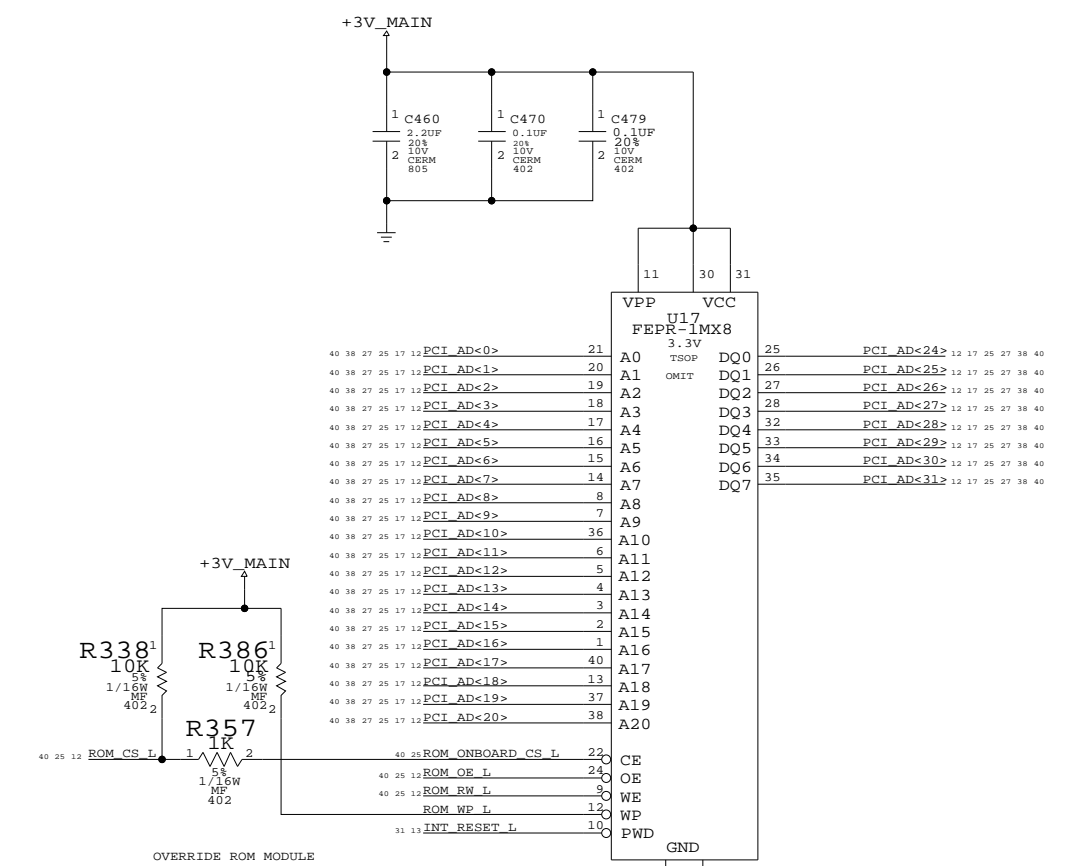 +3V_MAIN
1 C460
2.2UF
20%
10V
2 CERM
805
1 C470
0.1UF
20%
10V
2 CERM
402
1 C479
0.1UF
20%
10V
2 CERM
402
11 30 31
VPP VCC
U17
FEPR-1MX8
3.3V
TSOP
OMIT
40 38 27 25 17 12 PCI_AD<0> 21 A0 DQ0 25 PCI_AD<24> 12 17 25 27 38 40
40 38 27 25 17 12 PCI_AD<1> 20 A1 DQ1 26 PCI_AD<25> 12 17 25 27 38 40
40 38 27 25 17 12 PCI_AD<2> 19 A2 DQ2 27 PCI_AD<26> 12 17 25 27 38 40
40 38 27 25 17 12 PCI_AD<3> 18 A3 DQ3 28 PCI_AD<27> 12 17 25 27 38 40
40 38 27 25 17 12 PCI_AD<4> 17 A4 DQ4 32 PCI_AD<28> 12 17 25 27 38 40
40 38 27 25 17 12 PCI_AD<5> 16 A5 DQ5 33 PCI_AD<29> 12 17 25 27 38 40
40 38 27 25 17 12 PCI_AD<6> 15 A6 DQ6 34 PCI_AD<30> 12 17 25 27 38 40
40 38 27 25 17 12 PCI_AD<7> 14 A7 DQ7 35 PCI_AD<31> 12 17 25 27 38 40
40 38 27 25 17 12 PCI_AD<8> 8 A8
40 38 27 25 17 12 PCI_AD<9> 7 A9
40 38 27 25 17 12 PCI_AD<10> 36 A10
40 38 27 25 17 12 PCI_AD<11> 6 A11
40 38 27 25 17 12 PCI_AD<12> 5 A12
40 38 27 25 17 12 PCI_AD<13> 4 A13
40 38 27 25 17 12 PCI_AD<14> 3 A14
40 38 27 25 17 12 PCI_AD<15> 2 A15
40 38 27 25 17 12 PCI_AD<16> 1 A16
40 38 27 25 17 12 PCI_AD<17> 40 A17
40 38 27 25 17 12 PCI_AD<18> 13 A18
40 38 27 25 17 12 PCI_AD<19> 37 A19
40 38 27 25 17 12 PCI_AD<20> 38 A20
+3V_MAIN
R338 1
10K
5%
1/16W
MF
402 2
R386 1
10K
5%
1/16W
MF
402 2
R357
1K
40 25 12 ROM_CS_L 1 2
5%
1/16W
MF
402
40 25 ROM_ONBOARD_CS_L 22 CE
40 25 12 ROM_OE_L 24 OE
40 25 12 ROM_RW_L 9 WE
ROM_WP_L 12 WP
31 13 INT_RESET_L 10 PWD
GND
OVERRIDE ROM MODULE